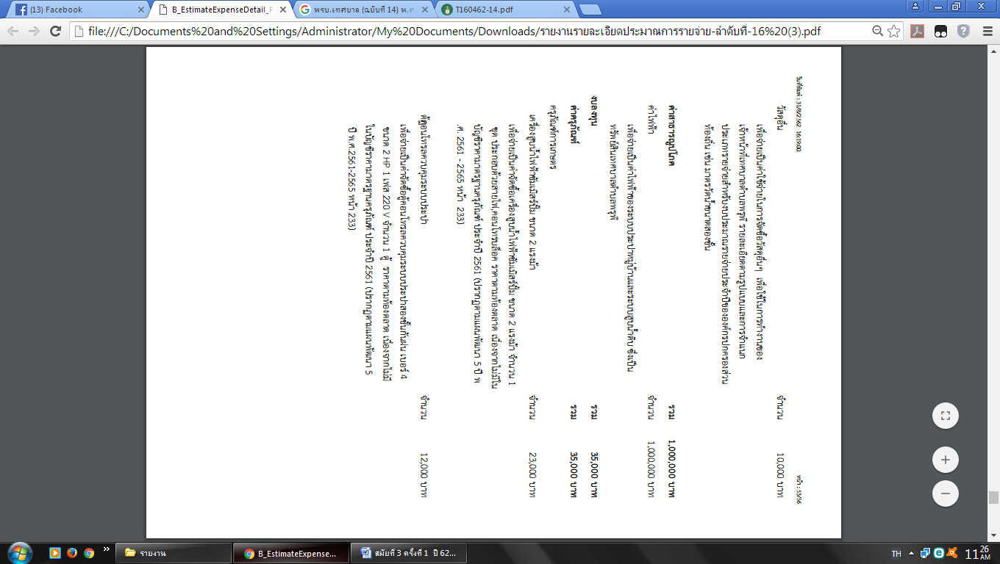 (13) Facebook
B_EstimateExpenseDetail_F
พรบ.เทศบาล (ฉบับที่ 14) พ.ศ
T160462-14.pdf
file:///C:/Documents%20and%20Settings/Administrator/My%20Documents/Downloads/รายงานรายละเอียดประมาณการรายจ่าย-ลำดับที่-16%20(3).pdf
วันที่พิมพ์ : 31/8/2562 16:19:00
หน้า : 53/56
วัสดุอื่น จำนวน 10,000 บาท
เพื่อจ่ายเป็นค่าใช้จ่ายในการจัดซื้อวัสดุอื่นๆ เพื่อใช้ในการทำงานของ
เจ้าหน้าที่เทศบาลตำบลพรุพี รายละเอียดตามรูปแบบและการจำแนก
ประเภทรายจ่ายสำหรับงบประมาณรายจ่ายประจำปีขององค์กรปกครองส่วน
ท้องถิ่น เช่น มาตรวัดน้ำขนาดสองชั้น
ค่าสาธารณูปโภค รวม 1,000,000 บาท
ค่าไฟฟ้า จำนวน 1,000,000 บาท
เพื่อจ่ายเป็นค่าไฟฟ้าของระบบประปาหมู่บ้านและระบบสูบน้ำดิบ ซึ่งเป็น
ทรัพย์สินเทศบาลตำบลพรุพี
งบลงทุน รวม 35,000 บาท
ค่าครุภัณฑ์ รวม 35,000 บาท
ครุภัณฑ์การเกษตร
เครื่องสูบน้ำไฟฟ้าซัมเมิสร์ปั๊ม ขนาด 2 แรงม้า จำนวน 23,000 บาท
เพื่อจ่ายเป็นค่าจัดซื้อเครื่องสูบน้ำไฟฟ้าซัมเมิสร์ปั๊ม ขนาด 2 แรงม้า จำนวน 1
ชุด ประกอบด้วยสายไฟ,คอนโทรบล็อค ราคาตามท้องตลาด เนื่องจากไม่มีใน
บัญชีราคามาตรฐานครุภัณฑ์ ประจำปี 2561 (ปรากฏตามแผนพัฒนา 5 ปี พ
.ศ. 2561 - 2565 หน้า 233)
ตู้คอนโทรลควบคุมระบบประปา จำนวน 12,000 บาท
เพื่อจ่ายเป็นค่าจัดซื้อตู้คอนโทรลควบคุมระบบประปาสองชั้นกันฝน เบอร์ 4
ขนาด 2 HP 1 เฟส 220 V จำนวน 1 ตู้ ราคาตามท้องตลาด เนื่องจากไม่มี
ในบัญชีราคามาตรฐานครุภัณฑ์ ประจำปี 2561 (ปรากฏตามแผนพัฒนา 5
ปี พ.ศ.2561-2565 หน้า 233)
รายงาน
B_EstimateExpense...
สมัยที่ 3 ครั้งที่ 1 ปี 62...
TH
11 26 AM